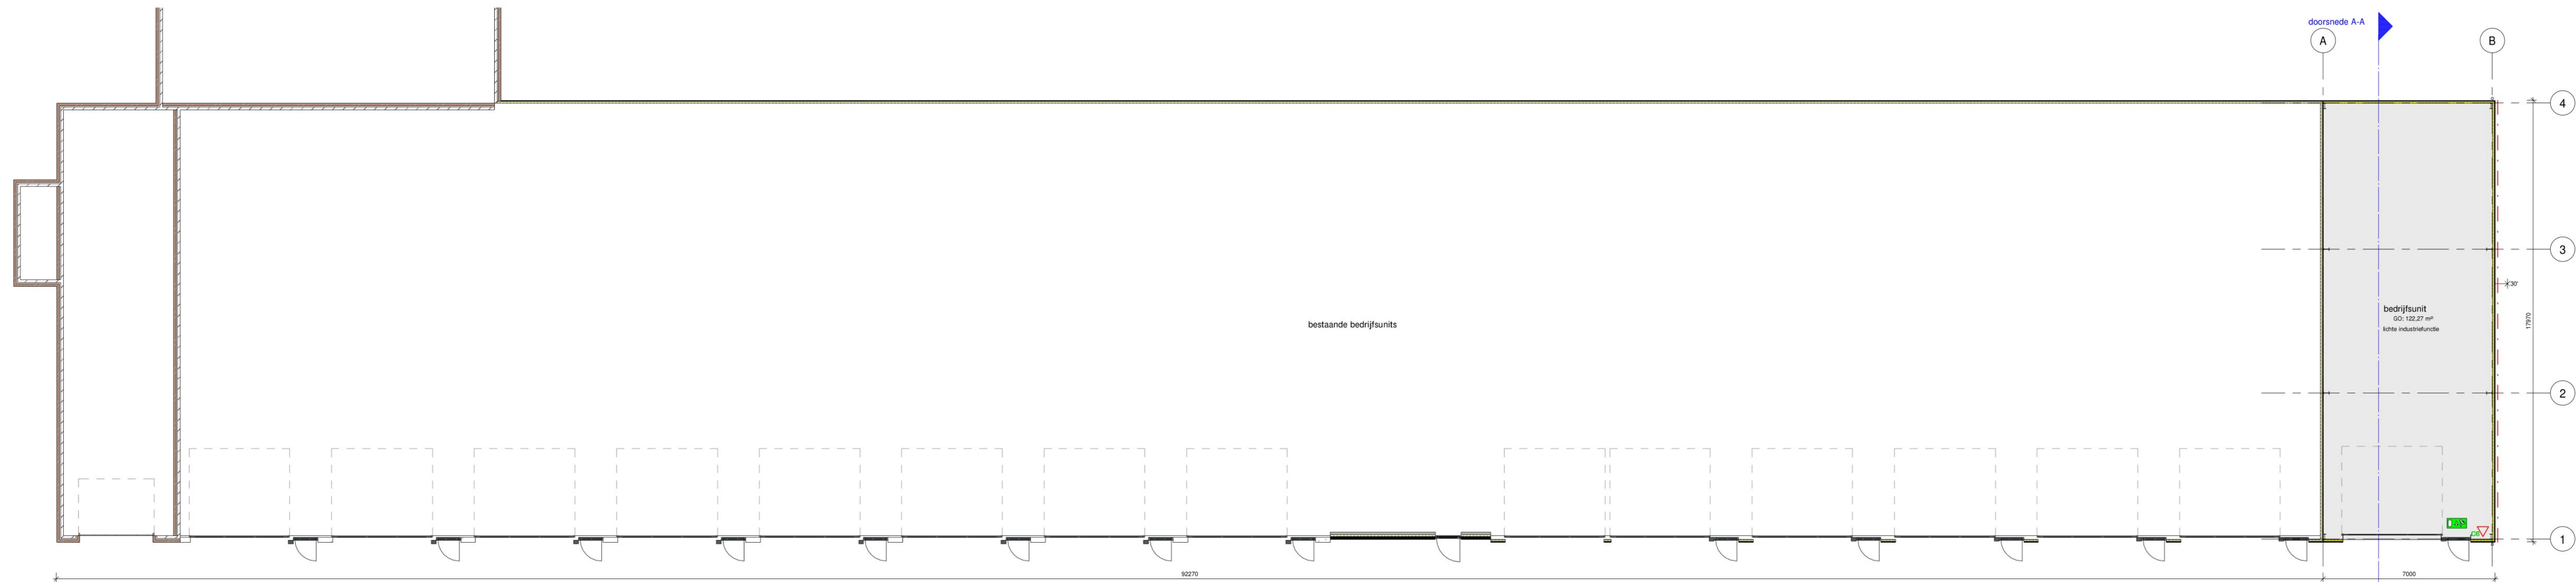 doorsnede A-A
A
B
4
3
30'
bedrijfsunit
GO: 122,27 m²
lichte industriefunctie
17970
bestaande bedrijfsunits
2
1
92270
7000